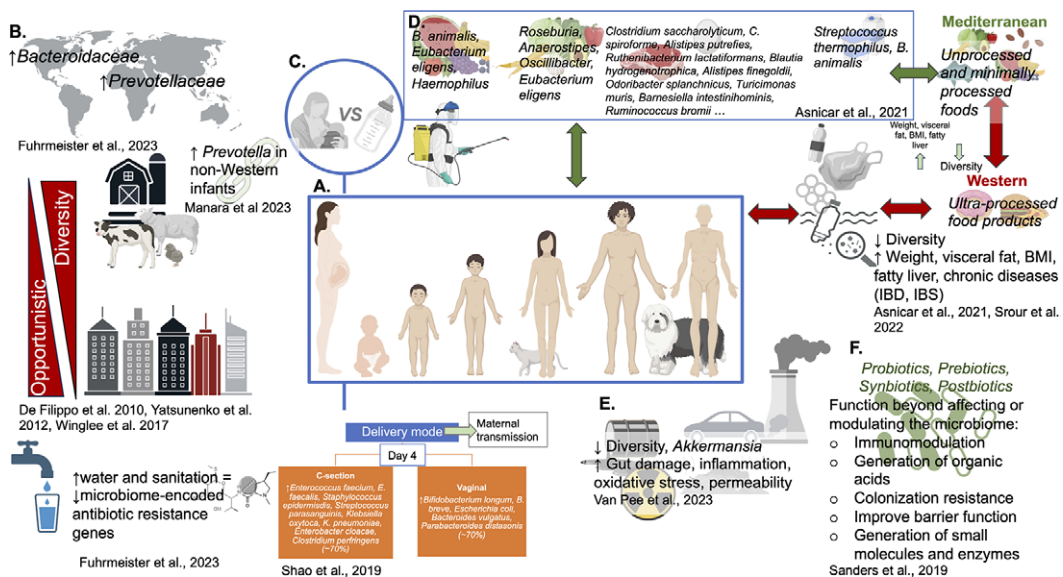 B.
↑Bacteroidaceae
↑Prevotellaceae
Fuhrmeister et al., 2023
↑ Prevotella in
non-Western
infants
Manara et al 2023
Diversity
Opportunistic
De Filippo et al. 2010, Yatsunenko et al.
2012, Winglee et al. 2017
↑water and sanitation =
↓microbiome-encoded
antibiotic resistance
genes
Fuhrmeister et al., 2023
C.
VS
D.
B. animalis,
Eubacterium
eligens,
Haemophilus
Roseburia,
Anaerostipes,
Oscillibacter,
Eubacterium
eligens
Clostridium saccharolyticum, C.
spiroforme, Alistipes putrefies,
Ruthenibacterum lactatiformans, Blautia
hydrogenotrophica, Alistipes finegoldii,
Odoribacter splanchnicus, Turicimonas
muris, Barnesiella intestinihominis,
Ruminococcus bromii ...
Streptococcus
thermophilus, B.
animalis
Asnicar et al., 2021
Mediterranean
Unprocessed
and minimally
processed
foods
Weight, visceral
fat, BMI, fatty
liver
Diversity
Western
Ultra-processed
food products
↓ Diversity
↑ Weight, visceral fat, BMI,
fatty liver, chronic diseases
(IBD, IBS)
Asnicar et al., 2021, Srour et al.
2022
A.
Delivery mode
Maternal
transmission
Day 4
C-section
↑Enterococcus faecium, E.
faecalis, Staphylococcus
epidermisdis, Streptococcus
parasanguinis, Klebsiella
oxytoca, K. pneumoniae,
Enterobacter cloacae,
Clostridium perfringens
(~70%)
Vaginal
↑Bifidobacterium longum, B.
breve, Escherichia coli,
Bacteroides vulgatus,
Parabacteroides distasonis
(~70%)
Shao et al., 2019
E.
↓ Diversity, Akkermansia
↑ Gut damage, inflammation,
oxidative stress, permeability
Van Pee et al., 2023
F.
Probiotics, Prebiotics,
Synbiotics, Postbiotics
Function beyond affecting or
modulating the microbiome:
o Immunomodulation
o Generation of organic
acids
o Colonization resistance
o Improve barrier function
o Generation of small
molecules and enzymes
Sanders et al., 2019